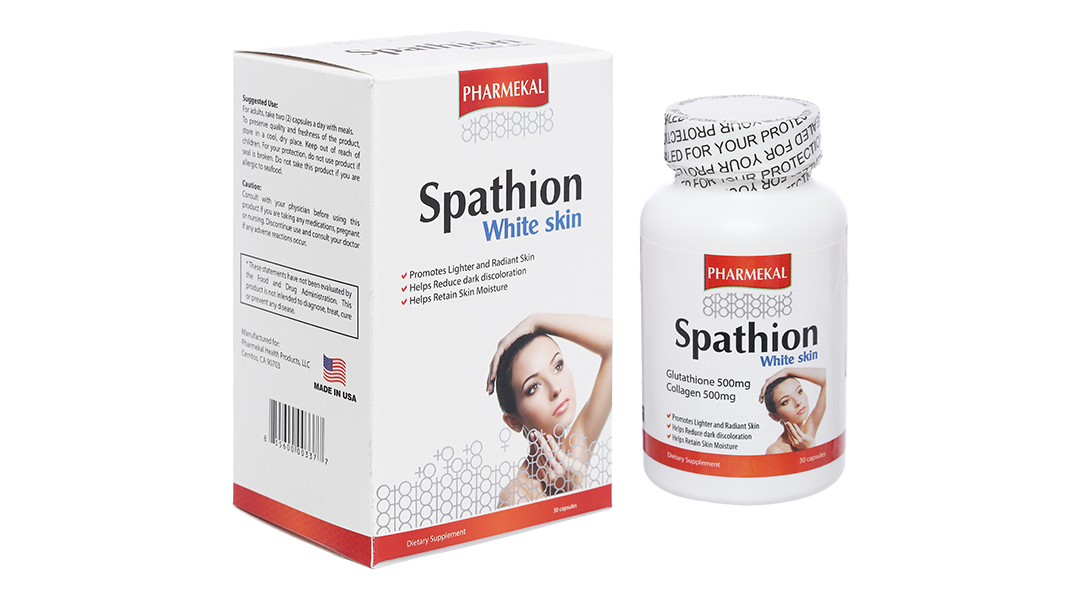 Spathion
White skin
Suggested Use:
For adults, take two (2) capsules a day with meals.
To preserve quality and freshness of the product,
store in a cool, dry place. Keep out of reach of
children. For your protection, do not use product if
seal is broken. Do not take this product if you are
allergic to seafood.
Caution:
Consult with your physician before using this
product if you are taking any medications, pregnant
or nursing. Discontinue use and consult your doctor
if any adverse reactions occur.
* These statements have not been evaluated by
the Food and Drug Administration. This
product is not intended to diagnose, treat, cure
or prevent any disease.
Manufactured for:
Pharmekal Health Products, LLC
Cerritos, CA 90703
MADE IN USA
PHARMEKAL
Spathion
White skin
Promotes Lighter and Radiant Skin
Helps Reduce dark discoloration
Helps Retain Skin Moisture
Dietary Supplement
30 capsules
YOUR PROTE
LED FOR YOUR PROTECTION
PHARMEKAL
Spathion
White skin
Glutathione 500mg
Collagen 500mg
Promotes Lighter and Radiant Skin
Helps Reduce dark discoloration
Helps Retain Skin Moisture
Dietary Supplement
30 capsules